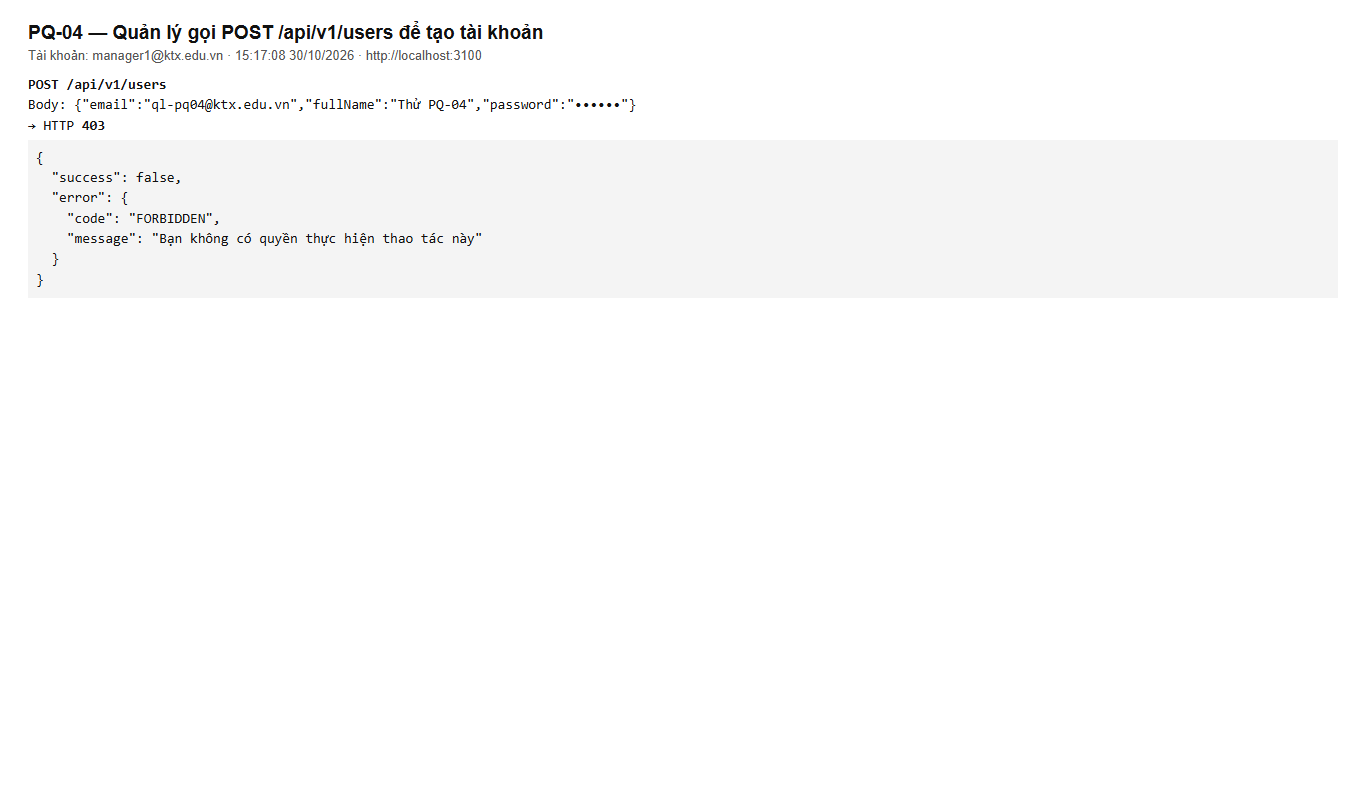 PQ-04 — Quản lý gọi POST /api/v1/users để tạo tài khoản
Tài khoản: manager1@ktx.edu.vn · 15:17:08 30/10/2026 · http://localhost:3100
POST /api/v1/users
Body: {"email":"ql-pq04@ktx.edu.vn","fullName":"Thử PQ-04","password":"••••••"}
→ HTTP 403
{
  "success": false,
  "error": {
    "code": "FORBIDDEN",
    "message": "Bạn không có quyền thực hiện thao tác này"
  }
}